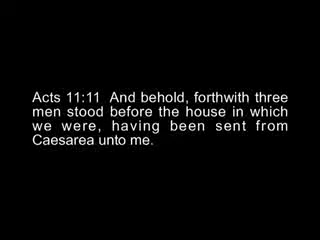 Acts 11:11 And behold, forthwith three
men stood before the house in which
we were, having been sent from
Caesarea unto me.